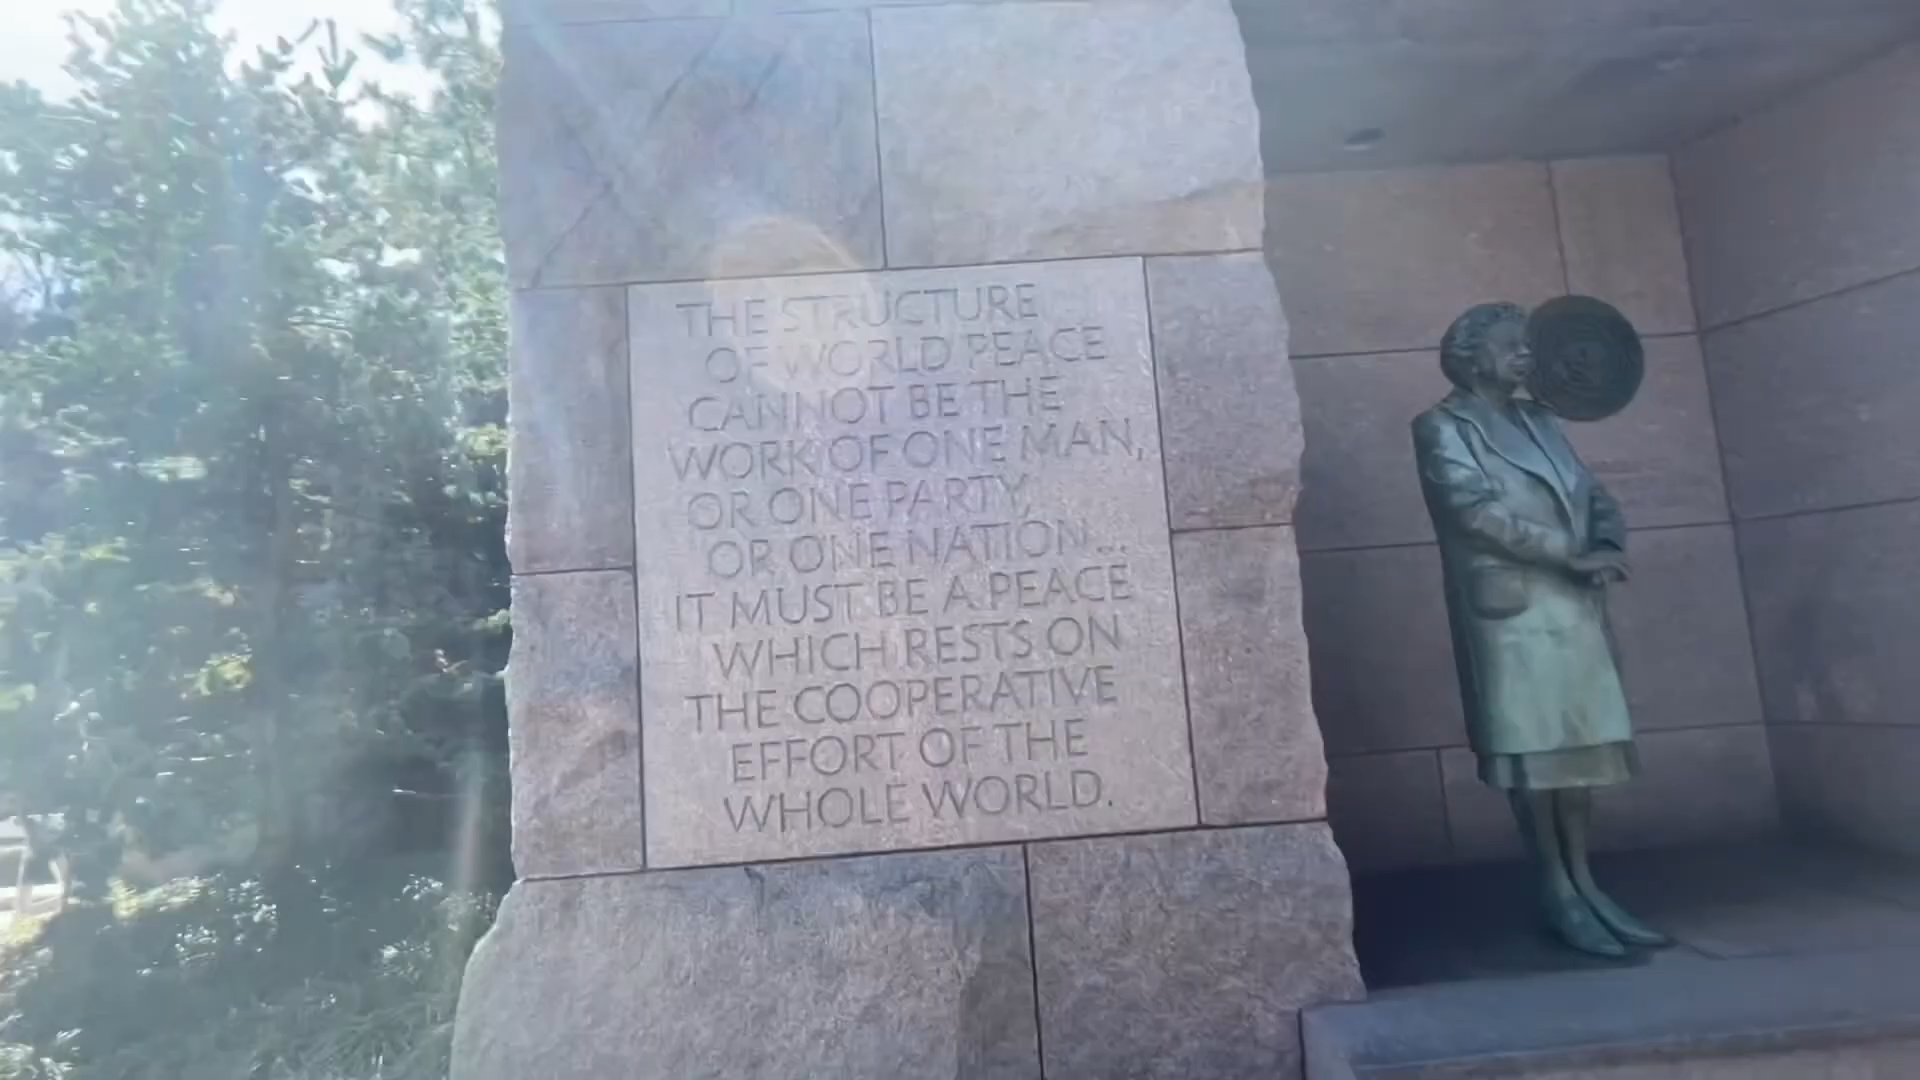 THE STRUCTURE
OF WORLD PEACE
CANNOT BE THE
WORK OF ONE MAN,
OR ONE PARTY,
OR ONE NATION...
IT MUST BE A PEACE
WHICH RESTS ON
THE COOPERATIVE
EFFORT OF THE
WHOLE WORLD.